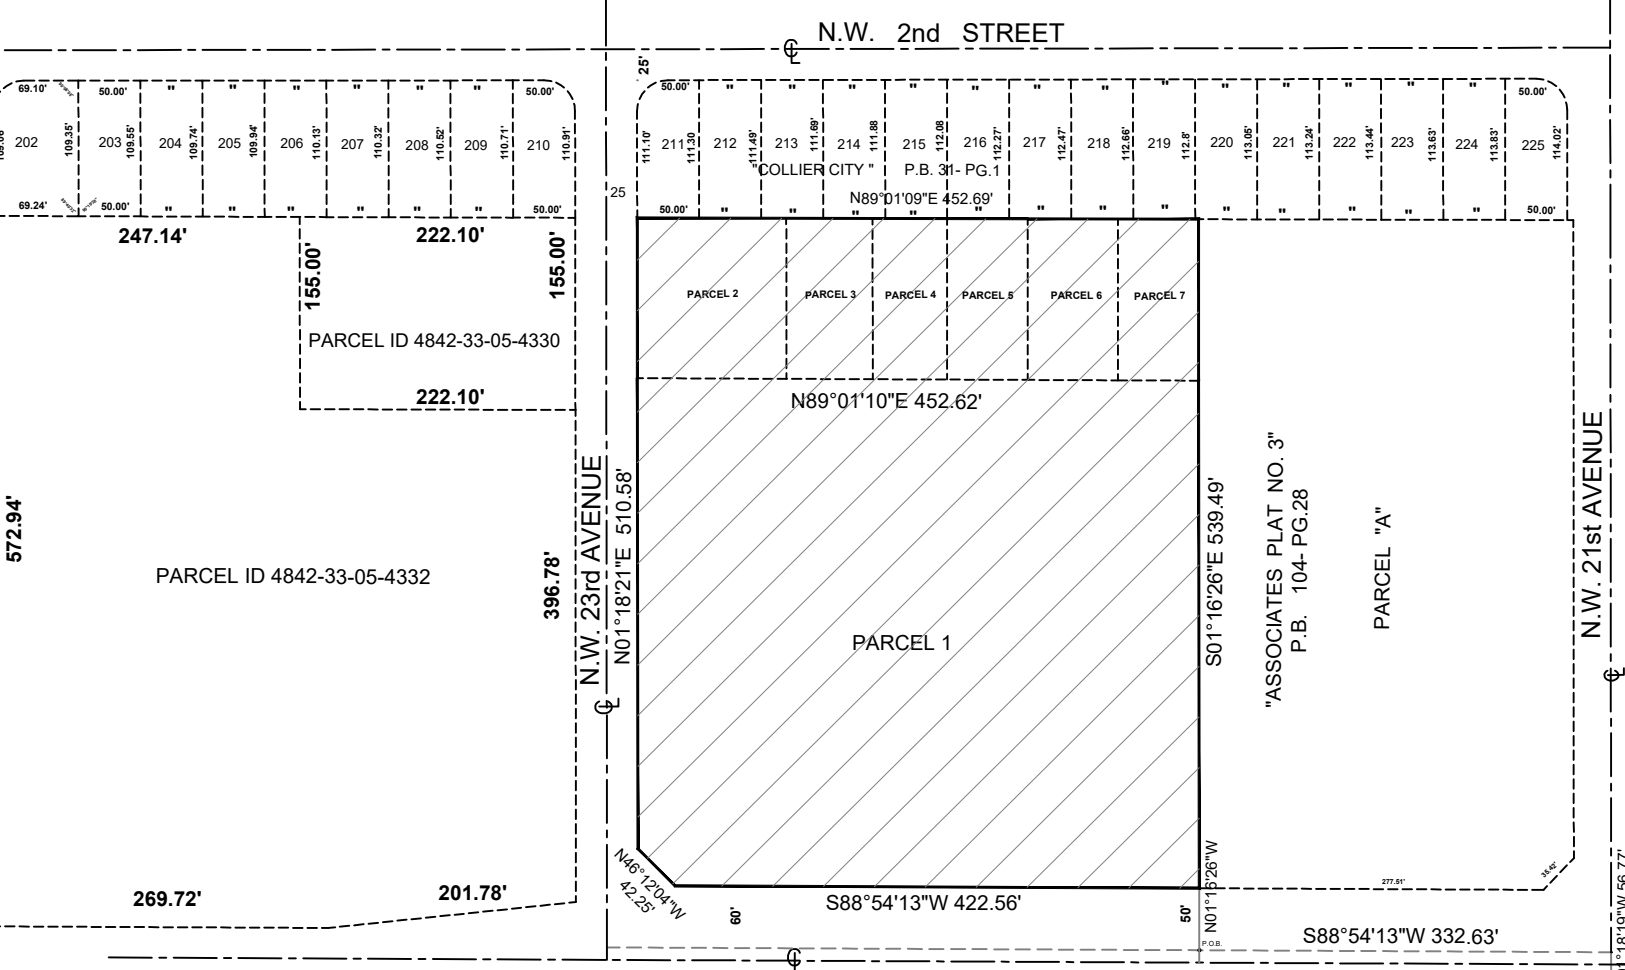 N.W. 2nd STREET
℄
25'
69.10' 50.00' " " " " " " 50.00'
50.00' " " " " " " " " " " " " " 50.00'
202 109.35' 203 109.55' 204 109.74' 205 109.94' 206 110.13' 207 110.32' 208 110.52' 209 110.71' 210 110.91'
111.10' 211 111.30 212 111.49' 213 111.69' 214 111.88 215 112.08 216 112.27' 217 112.47' 218 112.66' 219 112.8' 220 113.05' 221 113.24' 222 113.44' 223 113.63' 224 113.83' 225 114.02'
"COLLIER CITY " P.B. 31- PG.1
25
N89°01'09"E 452.69'
69.24' 50.00' " " " " " " 50.00'
50.00' " " " " " " " " " " " " " 50.00'
247.14' 222.10'
155.00' 155.00'
PARCEL 2 PARCEL 3 PARCEL 4 PARCEL 5 PARCEL 6 PARCEL 7
PARCEL ID 4842-33-05-4330
222.10'
N89°01'10"E 452.62'
572.94'
PARCEL ID 4842-33-05-4332
396.78'
N.W. 23rd AVENUE
N01°18'21"E 510.58'
℄
PARCEL 1
S01°16'26"E 539.49'
"ASSOCIATES PLAT NO. 3"
P.B. 104- PG.28
PARCEL "A"
N.W. 21st AVENUE
℄
269.72' 201.78'
N46°12'04"W
42.25'
60'
S88°54'13"W 422.56'
50'
N01°16'26"W
P.O.B.
277.51'
35.42'
S88°54'13"W 332.63'
1°18'19"W 56.77'
℄